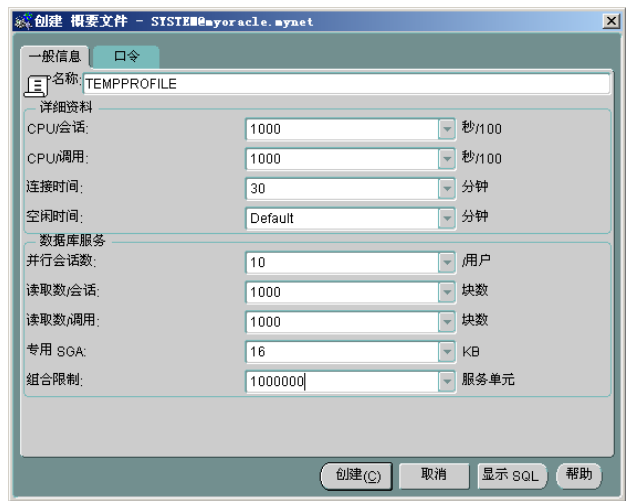 创建 概要文件 - SYSTEM@myoracle.mynet
一般信息 口令
名称: TEMPPROFILE
详细资料
CPU/会话: 1000 秒/100
CPU/调用: 1000 秒/100
连接时间: 30 分钟
空闲时间: Default 分钟
数据库服务
并行会话数: 10 /用户
读取数/会话: 1000 块数
读取数/调用: 1000 块数
专用 SGA: 16 KB
组合限制: 1000000 服务单元
创建(C) 取消 显示 SQL 帮助